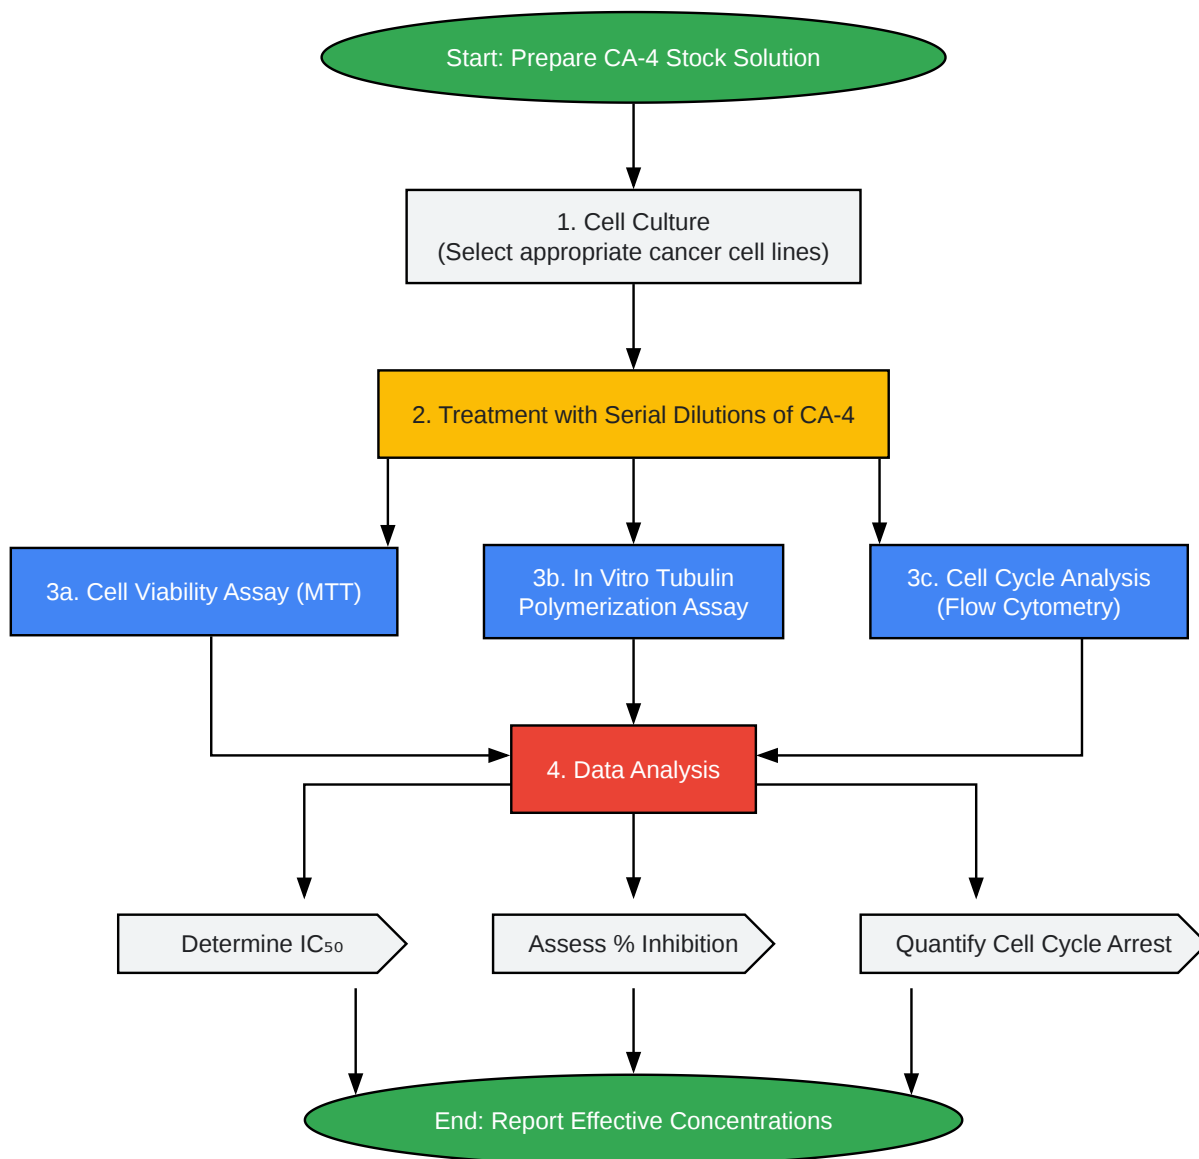 Start: Prepare CA-4 Stock Solution
1. Cell Culture
(Select appropriate cancer cell lines)
2. Treatment with Serial Dilutions of CA-4
3a. Cell Viability Assay (MTT)
3b. In Vitro Tubulin
Polymerization Assay
3c. Cell Cycle Analysis
(Flow Cytometry)
4. Data Analysis
Determine IC₅₀
Assess % Inhibition
Quantify Cell Cycle Arrest
End: Report Effective Concentrations